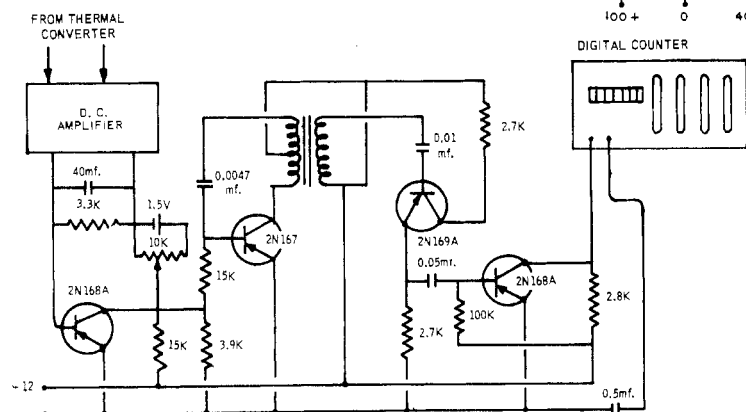 FROM THERMAL
CONVERTER
100 +
0
40
DIGITAL COUNTER
D. C.
AMPLIFIER
40mf.
3.3K
1.5V
10K
2N168A
15K
0.0047
mf.
2N167
15K
3.9K
0.01
mf.
2.7K
2N169A
0.05mf.
2N168A
2.7K
100K
2.8K
0.5mf.
12